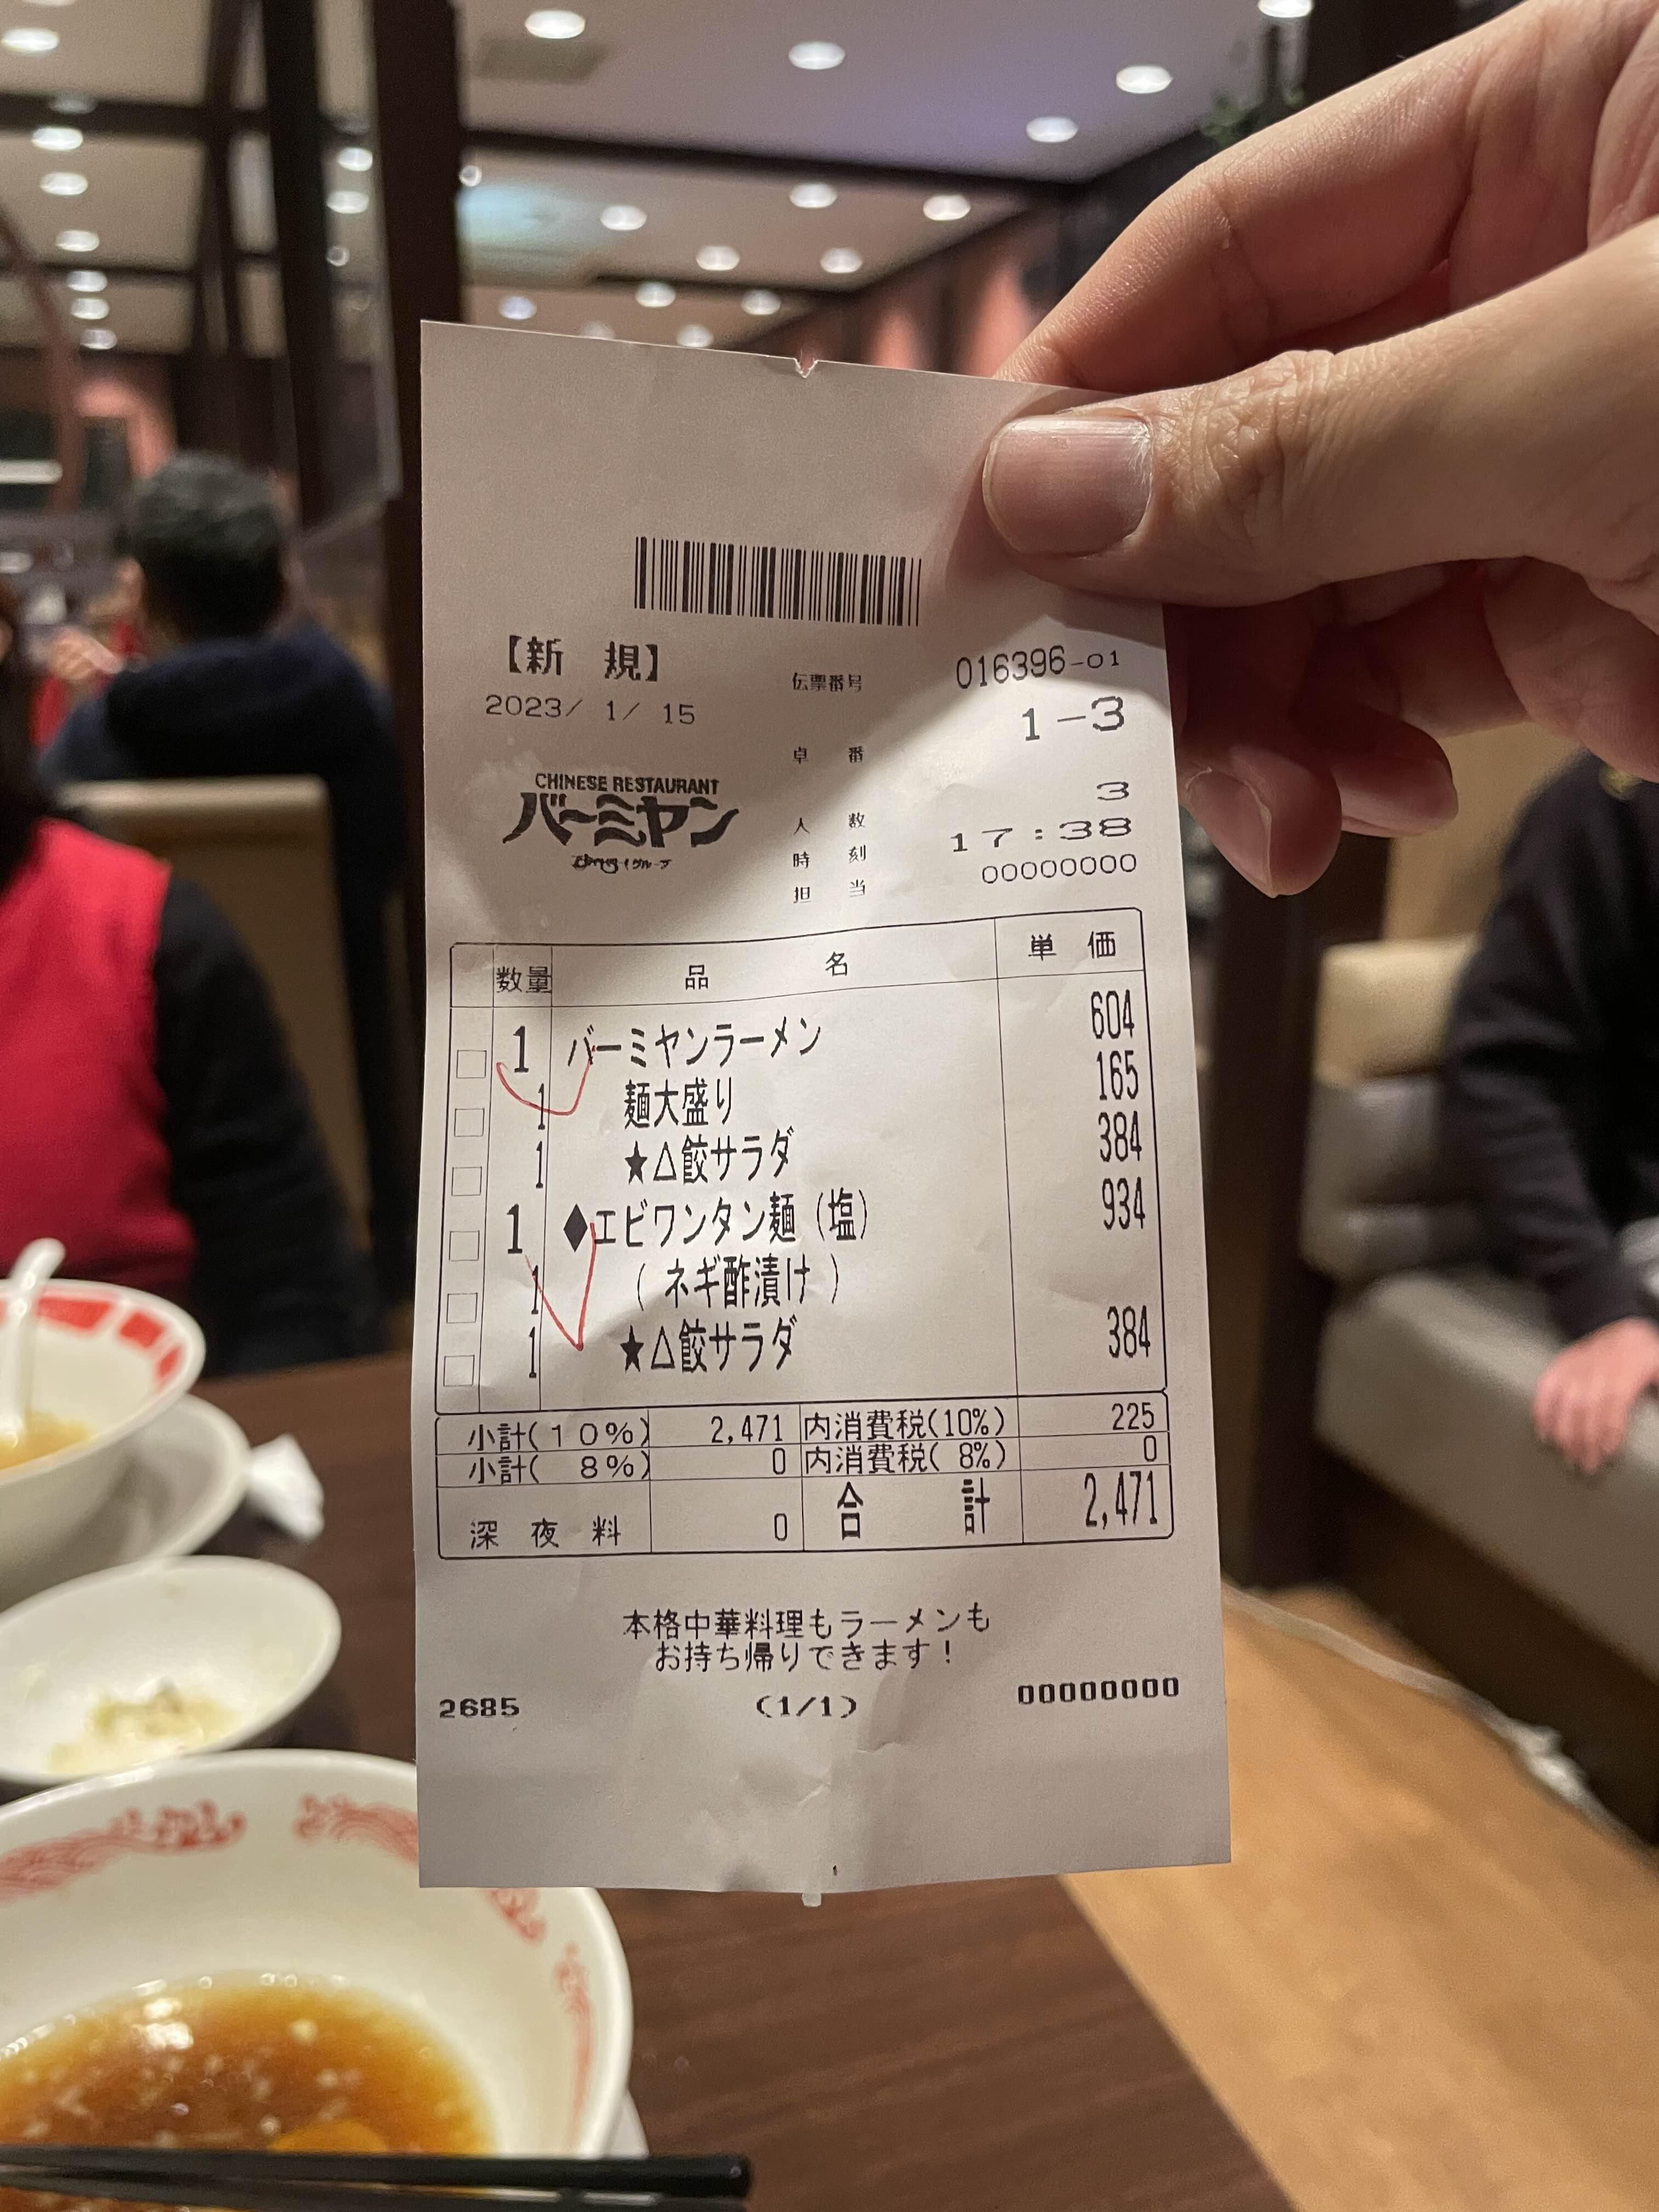 【新 規】
伝票番号 016396-01
2023/ 1/ 15
卓 番 1-3
CHINESE RESTAURANT
バーミヤン
人 数 3
時 刻 17:38
担 当 00000000
数量 品 名 単 価
1 バーミヤンラーメン 604
1 麺大盛り 165
1 ★△餃サラダ 384
1 ◆エビワンタン麺(塩) 934
1 ( ネギ酢漬け )
1 ★△餃サラダ 384
小計(10%) 2,471 内消費税(10%) 225
小計( 8%) 0 内消費税( 8%) 0
深 夜 料 0 合 計 2,471
本格中華料理もラーメンも
お持ち帰りできます!
2685 (1/1) 00000000